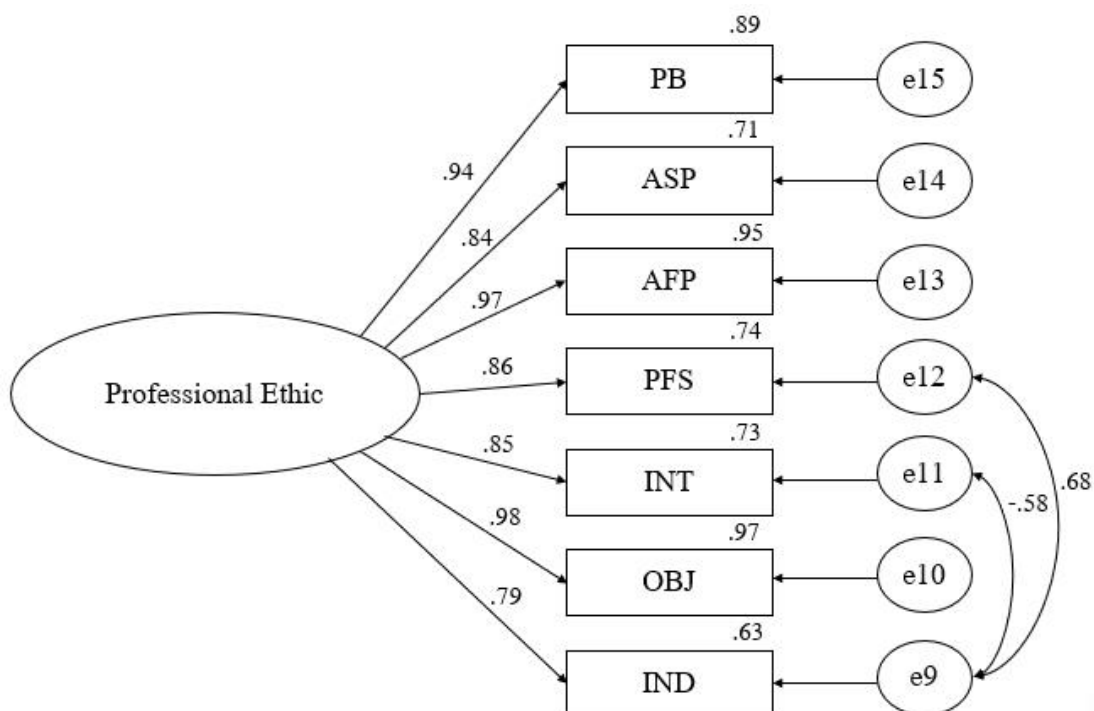 .89
PB
e15
.94
.71
ASP
e14
.84
.95
AFP
e13
.97
.74
Professional Ethic
.86
PFS
e12
.73
.85
INT
e11
-.58
.68
.98
.97
OBJ
e10
.79
.63
IND
e9